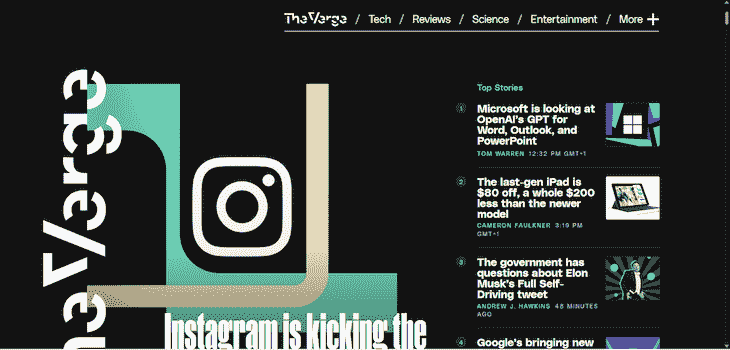 The Verge / Tech / Reviews / Science / Entertainment / More +
The Verge
Instagram is kicking the
Top Stories
1
Microsoft is looking at
OpenAI's GPT for
Word, Outlook, and
PowerPoint
TOM WARREN 12:32 PM GMT+1
2
The last-gen iPad is
$80 off, a whole $200
less than the newer
model
CAMERON FAULKNER 3:19 PM
GMT+1
3
The government has
questions about Elon
Musk's Full Self-
Driving tweet
ANDREW J. HAWKINS 48 MINUTES
AGO
4
Google's bringing new